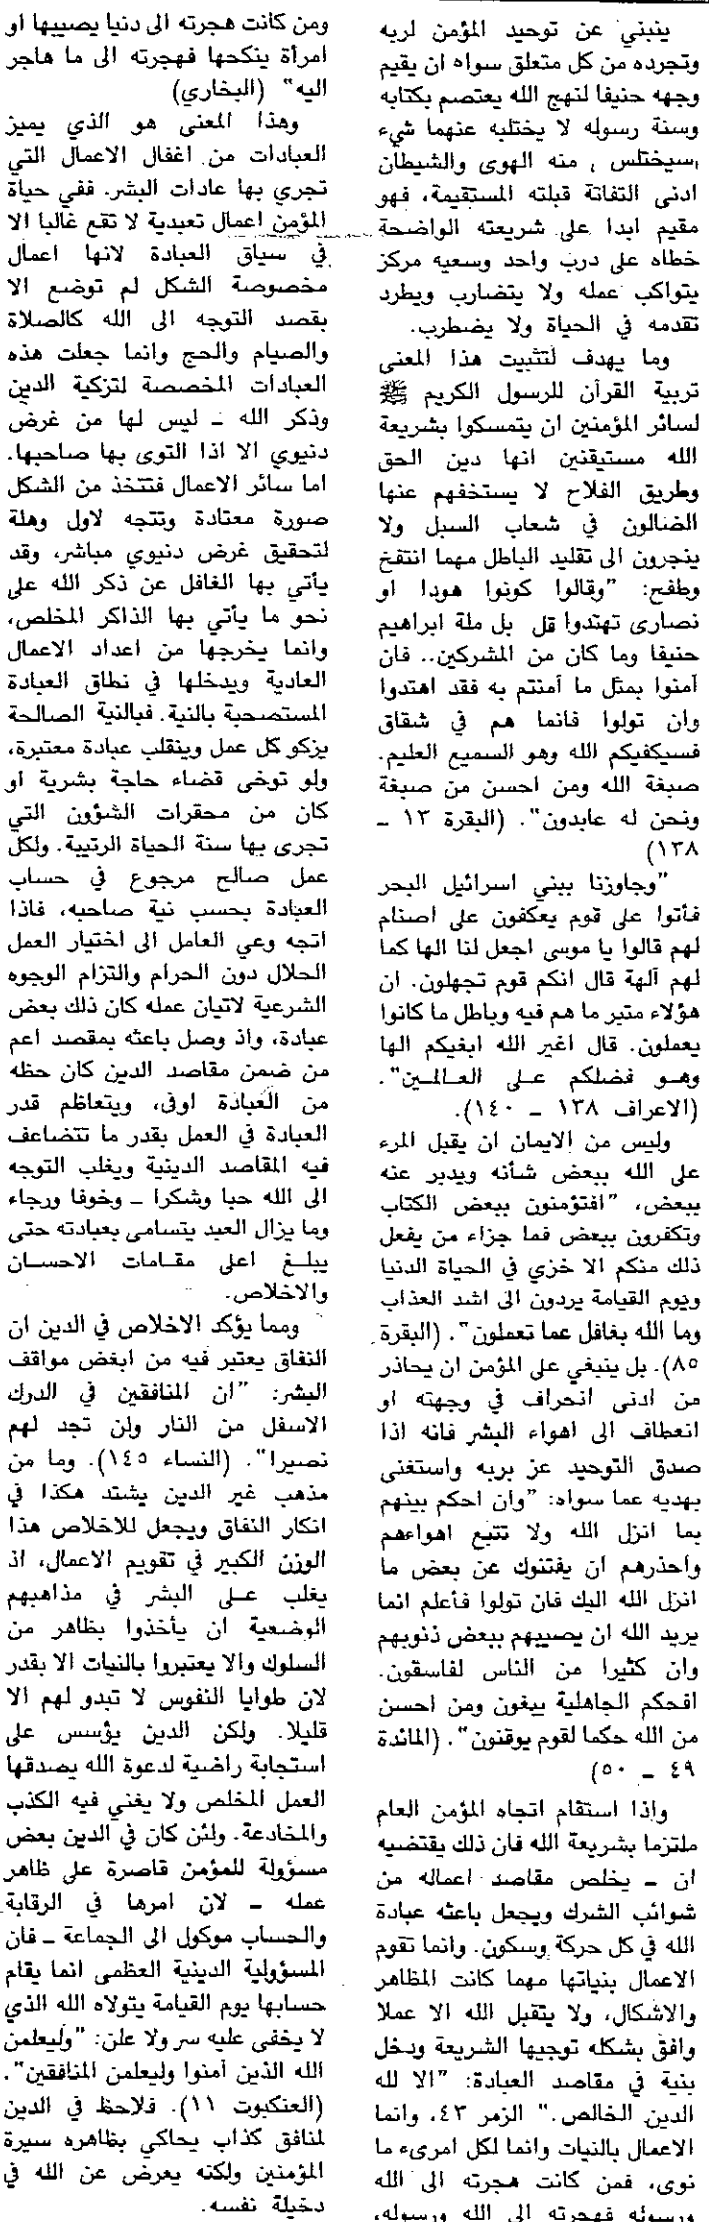 ينبني عن توحيد المؤمن لربه
وتجرده من كل متعلق سواه ان يقيم
وجهه حنيفا لنهج الله يعتصم بكتابه
وسنة رسوله لا يختلبه عنهما شيء
سيختلس منه الهوى والشيطان
ادنى التفاتة قبلته المستقيمة، فهو
مقيم ابدا على شريعته الواضحة
خطاه على درب واحد وسعيه مركز
يتواكب عمله ولا يتضارب ويطرد
تقدمه في الحياة ولا يضطرب.
وما يهدف لتثبيت هذا المعنى
تربية القرآن للرسول الكريم ﷺ
لسائر المؤمنين ان يتمسكوا بشريعة
الله مستيقنين انها دين الحق
وطريق الفلاح لا يستخفهم عنها
الضالون في شعاب السبل ولا
ينجرون الى تقليد الباطل مهما انتفخ
وطفح: "وقالوا كونوا هودا او
نصارى تهتدوا قل بل ملة ابراهيم
حنيفا وما كان من المشركين.. فان
آمنوا بمثل ما آمنتم به فقد اهتدوا
وان تولوا فانما هم في شقاق
فسيكفيكم الله وهو السميع العليم.
صبغة الله ومن احسن من صبغة
ونحن له عابدون". (البقرة ١٣ ـ
١٣٨)
"وجاوزنا ببني اسرائيل البحر
فأتوا على قوم يعكفون على اصنام
لهم قالوا يا موسى اجعل لنا الها كما
لهم آلهة قال انكم قوم تجهلون. ان
هؤلاء متبر ما هم فيه وباطل ما كانوا
يعملون. قال اغير الله ابغيكم الها
وهـو فضلكم عـلى العـالمـين".
(الاعراف ١٣٨ ـ ١٤٠).
وليس من الايمان ان يقبل المرء
على الله ببعض شأنه ويدبر عنه
ببعض، "افتؤمنون ببعض الكتاب
وتكفرون ببعض فما جزاء من يفعل
ذلك منكم الا خزي في الحياة الدنيا
ويوم القيامة يردون الى اشد العذاب
وما الله بغافل عما تعملون". (البقرة
٨٥). بل ينبغي على المؤمن ان يحاذر
من ادنى انحراف في وجهته او
انعطاف الى اهواء البشر فانه اذا
صدق التوحيد عز بربه واستغنى
بهديه عما سواه: "وان احكم بينهم
بما انزل الله ولا تتبع اهواءهم
واحذرهم ان يفتنوك عن بعض ما
انزل الله اليك فان تولوا فأعلم انما
يريد الله ان يصيبهم ببعض ذنوبهم
وان كثيرا من الناس لفاسقون.
افحكم الجاهلية يبغون ومن احسن
من الله حكما لقوم يوقنون". (المائدة
٤٩ ـ ٥٠)
وإذا استقام اتجاه المؤمن العام
ملتزما بشريعة الله فان ذلك يقتضيه
ان ـ يخلص مقاصد اعماله من
شوائب الشرك ويجعل باعثه عبادة
الله في كل حركة وسكون. وانما تقوم
الاعمال بنياتها مهما كانت المظاهر
والاشكال، ولا يتقبل الله الا عملا
وافق بشكله توجيها الشريعة ودخل
بنية في مقاصد العبادة: "الا لله
الدين الخالص." الزمر ٤٣، وانما
الاعمال بالنيات وانما لكل امرىء ما
نوى، فمن كانت هجرته الى الله
ورسوله فهجرته الى الله ورسوله،
ومن كانت هجرته الى دنيا يصيبها او
امرأة ينكحها فهجرته الى ما هاجر
اليه" (البخاري)
وهذا المعنى هو الذي يميز
العبادات من اغفال الاعمال التي
تجري بها عادات البشر. ففي حياة
المؤمن اعمال تعبدية لا تقع غالبا الا
في سياق العبادة لانها اعمال
مخصوصة الشكل لم توضع الا
بقصد التوجه الى الله كالصلاة
والصيام والحج وانما جعلت هذه
العبادات المخصصة لتزكية الدين
وذكر الله ـ ليس لها من غرض
دنيوي الا اذا التوى بها صاحبها.
اما سائر الاعمال فتتخذ من الشكل
صورة معتادة وتتجه لاول وهلة
لتحقيق غرض دنيوي مباشر، وقد
يأتي بها الغافل عن ذكر الله على
نحو ما يأتي بها الذاكر المخلص،
وانما يخرجها من اعداد الاعمال
العادية ويدخلها في نطاق العبادة
المستصحبة بالنية. فبالنية الصالحة
يزكو كل عمل وينقلب عبادة معتبرة،
ولو توخى قضاء حاجة بشرية او
كان من محقرات الشؤون التي
تجرى بها سنة الحياة الرتيبة. ولكل
عمل صالح مرجوع في حساب
العبادة بحسب نية صاحبه، فاذا
اتجه وعي العامل الى اختيار العمل
الحلال دون الحرام والتزام الوجوه
الشرعية لاتيان عمله كان ذلك بعض
عبادة، واذ وصل باعثه بمقصد اعم
من ضمن مقاصد الدين كان حظه
من العبادة اوفى، ويتعاظم قدر
العبادة في العمل بقدر ما تتضاعف
فيه المقاصد الدينية ويغلب التوجه
الى الله حبا وشكرا ـ وخوفا ورجاء
وما يزال العبد يتسامى بعبادته حتى
يبلـغ اعلى مقـامات الاحسـان
والاخلاص.
ومما يؤكد الاخلاص في الدين ان
النفاق يعتبر فيه من ابغض مواقف
البشر: "ان المنافقين في الدرك
الاسفل من النار ولن تجد لهم
نصيرا". (النساء ١٤٥). وما من
مذهب غير الدين يشتد هكذا في
انكار النفاق ويجعل للاخلاص هذا
الوزن الكبير في تقويم الاعمال، اذ
يغلب عـلى البشر في مذاهبهم
الوضعية ان يأخذوا بظاهر من
السلوك والا يعتبروا بالنيات الا بقدر
لان طوايا النفوس لا تبدو لهم الا
قليلا. ولكن الدين يؤسس على
استجابة راضية لدعوة الله يصدقها
العمل المخلص ولا يغني فيه الكذب
والمخادعة. ولئن كان في الدين بعض
مسؤولة للمؤمن قاصرة على ظاهر
عمله ـ لان امرها في الرقابة
والحساب موكول الى الجماعة ـ فان
المسؤولية الدينية العظمى انما يقام
حسابها يوم القيامة يتولاه الله الذي
لا يخفى عليه سر ولا علن: "وليعلمن
الله الذين آمنوا وليعلمن المنافقين".
(العنكبوت ١١). فلاحظ في الدين
لمنافق كذاب يحاكي بظاهره سيرة
المؤمنين ولكنه يعرض عن الله في
دخيلة نفسه.